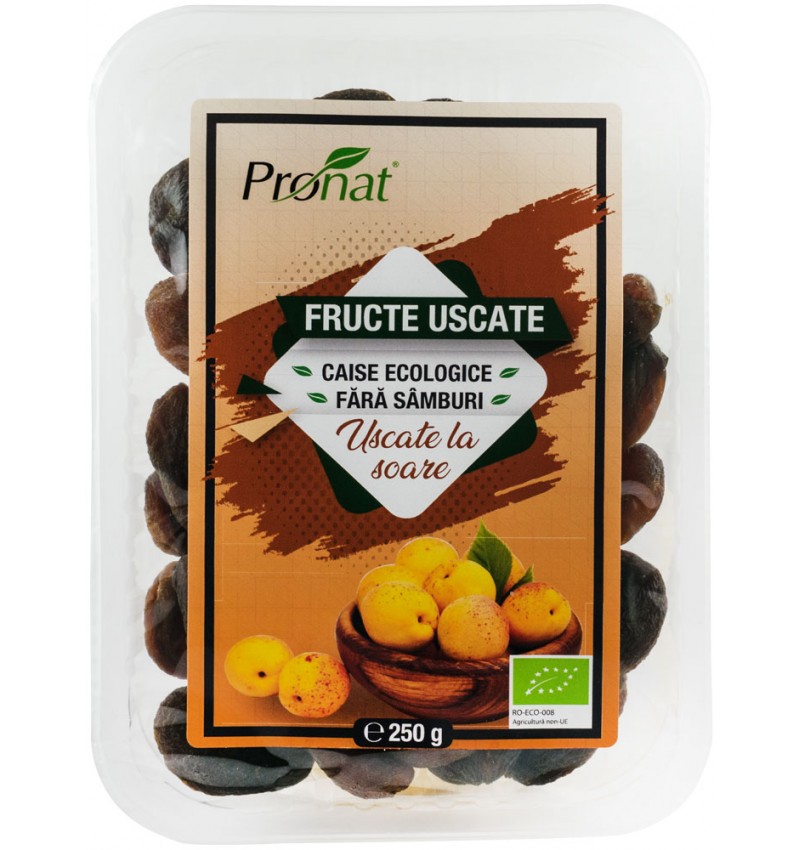 Pronat®
FRUCTE USCATE
CAISE ECOLOGICE
FĂRĂ SÂMBURI
Uscate la
soare
RO-ECO-008
Agricultură non-UE
℮ 250 g